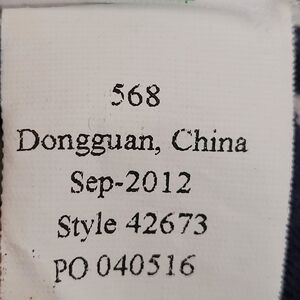 568
Dongguan, China
Sep-2012
Style 42673
PO 040516